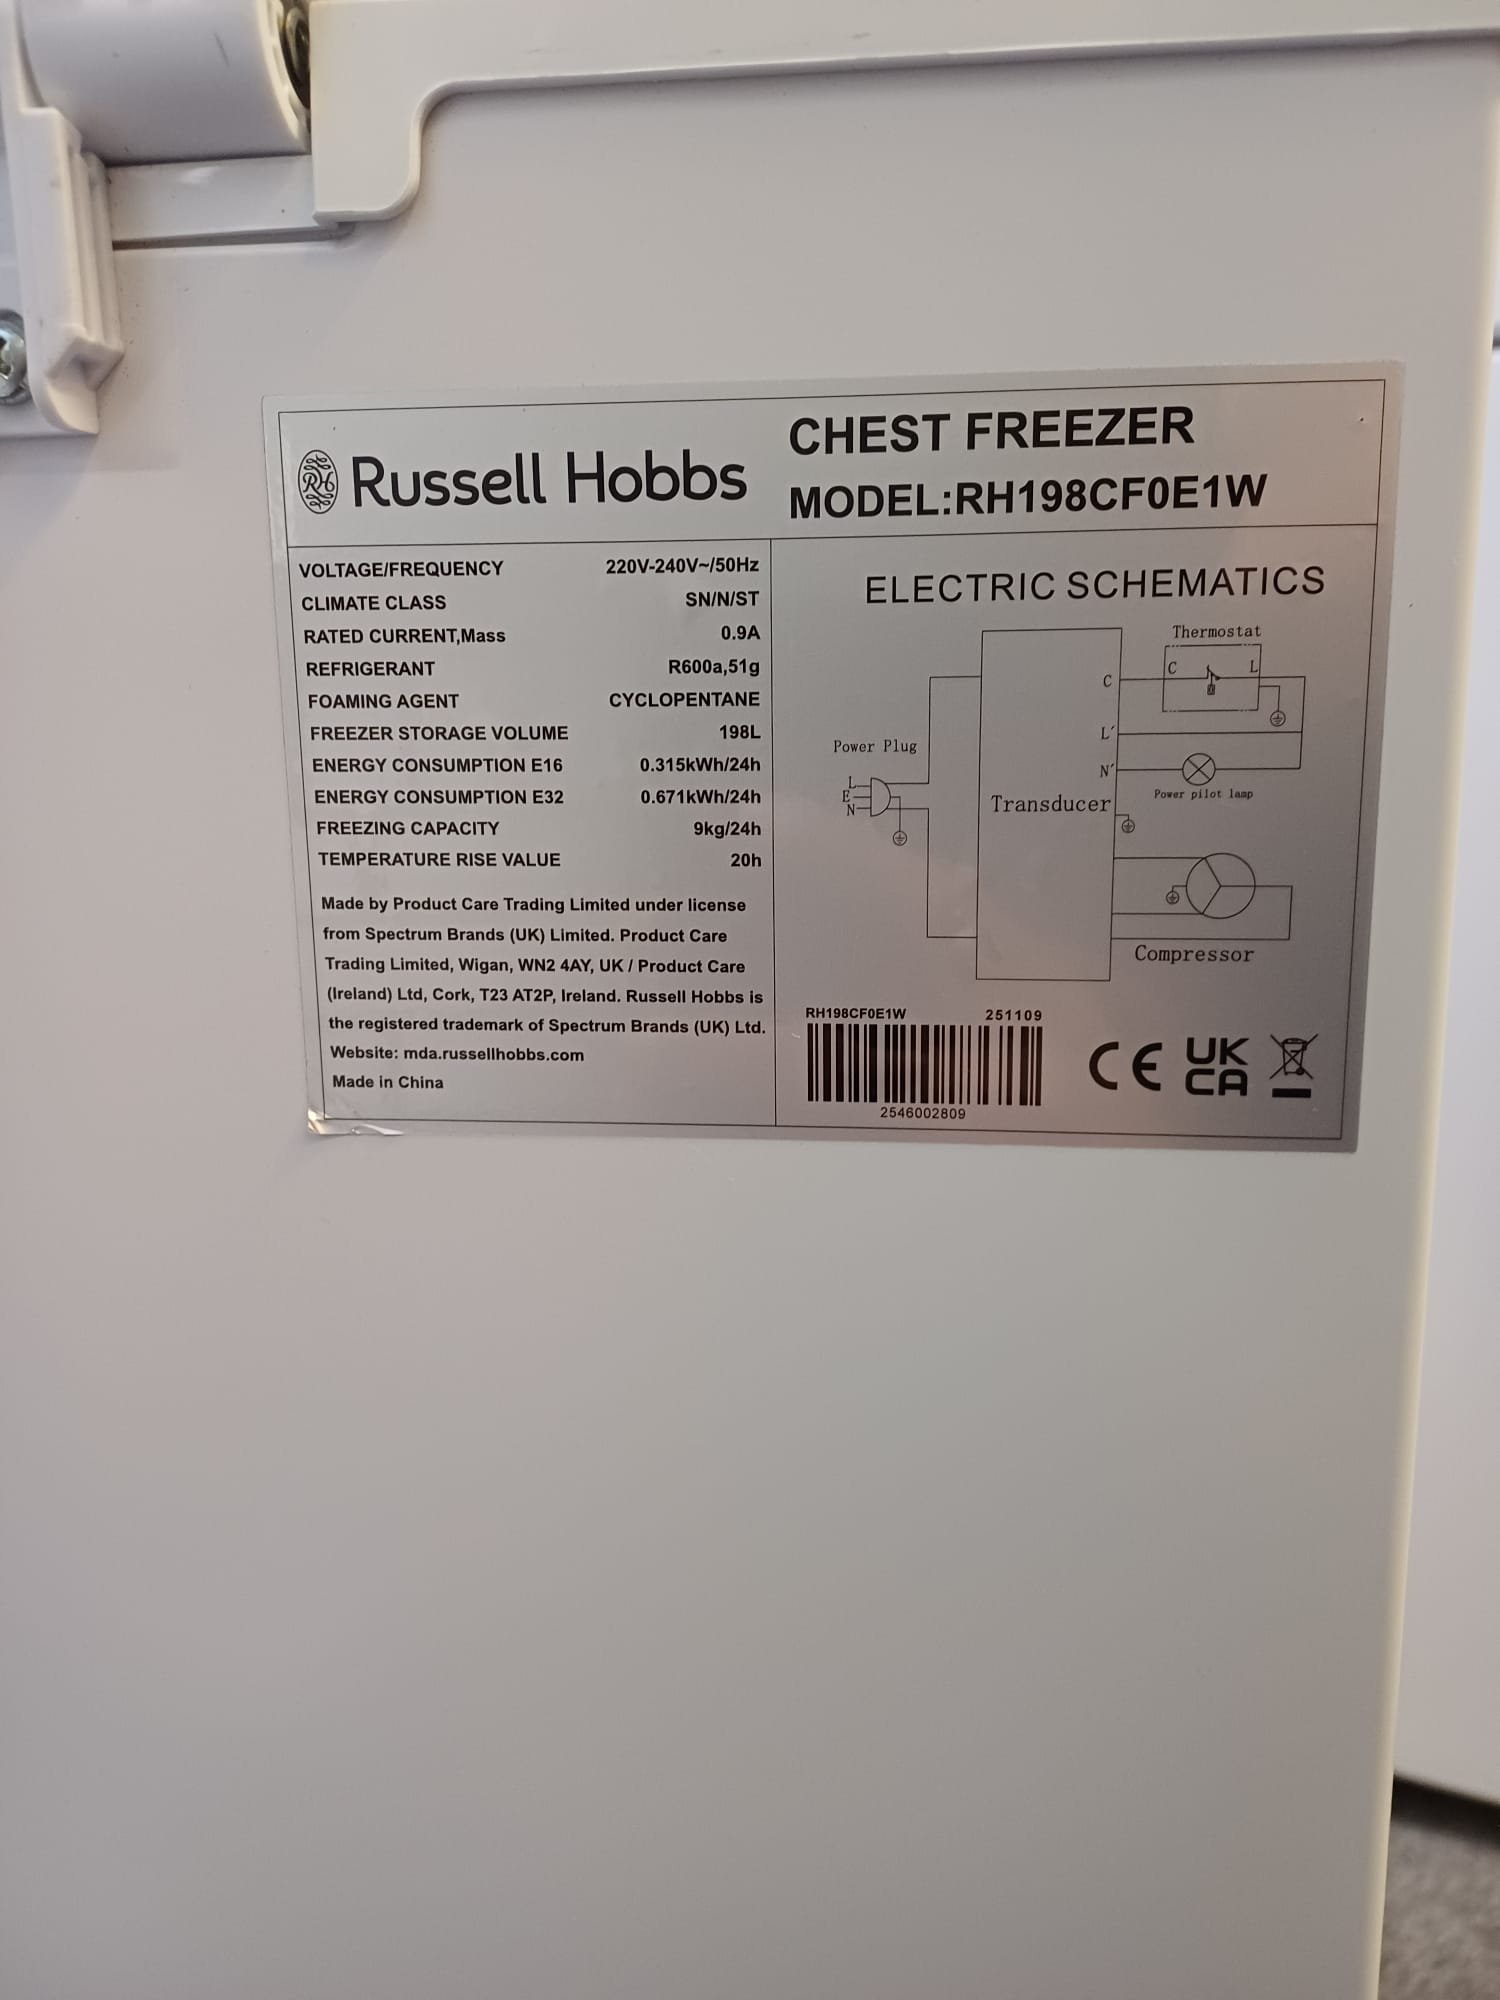 RH Russell Hobbs
CHEST FREEZER
MODEL:RH198CF0E1W
VOLTAGE/FREQUENCY 220V-240V~/50Hz
CLIMATE CLASS SN/N/ST
RATED CURRENT,Mass 0.9A
REFRIGERANT R600a,51g
FOAMING AGENT CYCLOPENTANE
FREEZER STORAGE VOLUME 198L
ENERGY CONSUMPTION E16 0.315kWh/24h
ENERGY CONSUMPTION E32 0.671kWh/24h
FREEZING CAPACITY 9kg/24h
TEMPERATURE RISE VALUE 20h
Made by Product Care Trading Limited under license
from Spectrum Brands (UK) Limited. Product Care
Trading Limited, Wigan, WN2 4AY, UK / Product Care
(Ireland) Ltd, Cork, T23 AT2P, Ireland. Russell Hobbs is
the registered trademark of Spectrum Brands (UK) Ltd.
Website: mda.russellhobbs.com
Made in China
ELECTRIC SCHEMATICS
Thermostat
C L
C
L´
Power Plug
N´
L
E
N
Power pilot lamp
Transducer
Compressor
RH198CF0E1W 251109
2546002809
CE UK
CA